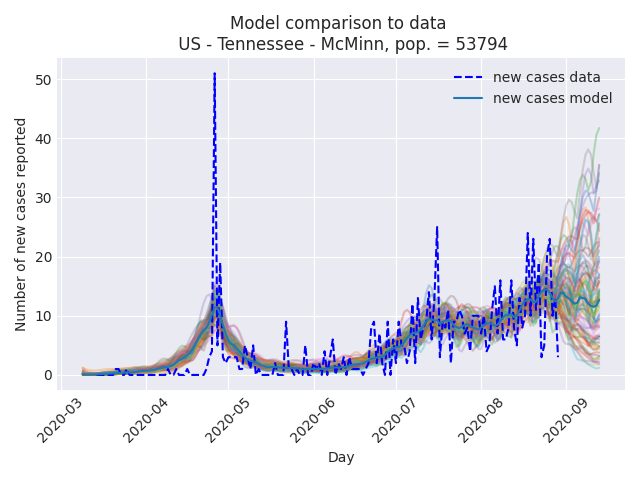 Model comparison to data
US - Tennessee - McMinn, pop. = 53794
new cases data
new cases model
Number of new cases reported
50
40
30
20
10
0
2020-03
2020-04
2020-05
2020-06
2020-07
2020-08
2020-09
Day